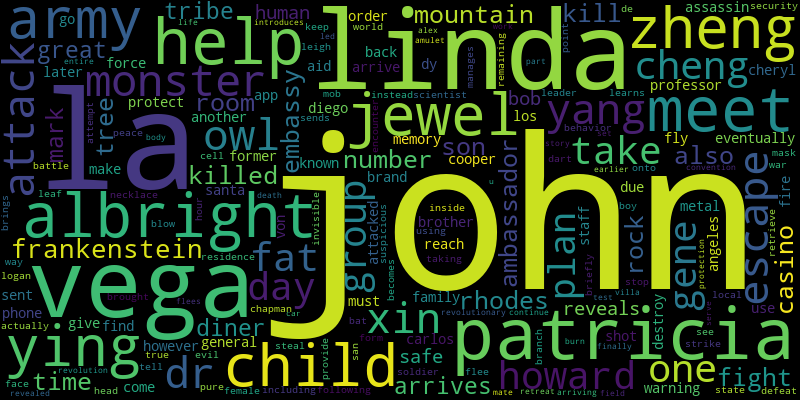 army tribe human help linda mountain kill assassin zheng
go order security
great force keep world alex amulet led
life introduces entire
later aid back dy arrive part
cheng cheryl
attack monster owl embassy jewel meet
mark tree protect room app diego
another insteadscientist manages learns
leader professor
la make former bob los fly eventually
sends peace body
mob remaining point
yang behavior
battle cell known son memory cooper
story dart earlier onto
number take also mask war
killed santa due
leaf hour brand ambassador
albright group attacked
necklace von invisible brother using
john inside reach
boy staff metal angeles gene escape
rock fire brings
blow death suspicious
frankenstein plan
fat vega day residence
way logan
becomes family rhodes
carlos must safe
villa test stop
reveals destroy casino
retrieve protection
sent phone actually
brought flees car
diner xin
ying dr
however give find
chapman steal
bat form provide
patricia
revolutionary continue
local use
shot see strike
finally burn
child
general true evil
san
arrives howard one
branch warning
serve
time come tell
face revolution head
revealed
pure female including following
soldier flee
mate u
arriving retreat field
set convention
state defeat
fight
leigh de
attempt
taking briefly